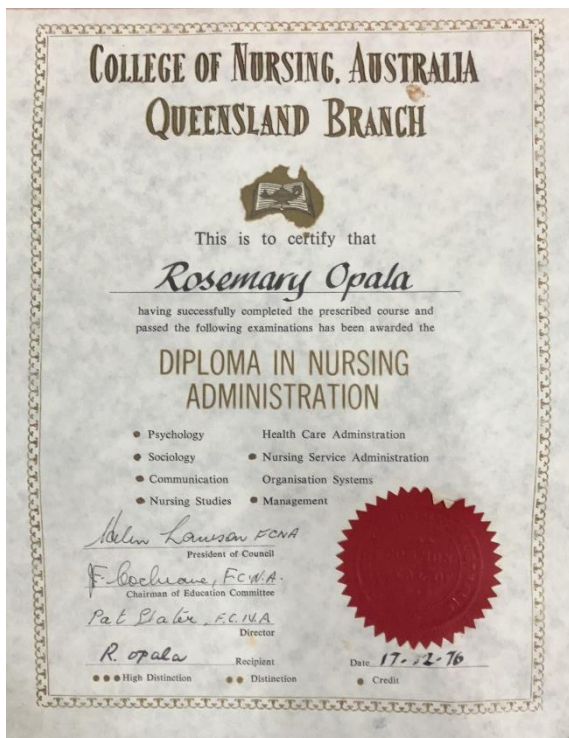 COLLEGE OF NURSING, AUSTRALIA
QUEENSLAND BRANCH
This is to certify that
Rosemary Opala
having successfully completed the prescribed course and
passed the following examinations has been awarded the
DIPLOMA IN NURSING
ADMINISTRATION
● Psychology Health Care Adminstration
● Sociology ● Nursing Service Administration
● Communication Organisation Systems
● Nursing Studies ● Management
Helen Lawson FCNA
President of Council
F Cochrane, F.C.N.A.
Chairman of Education Committee
Pat Slater, F.C.N.A
Director
R. Opala Recipient Date 17-12-76
●●● High Distinction ●● Distinction ● Credit